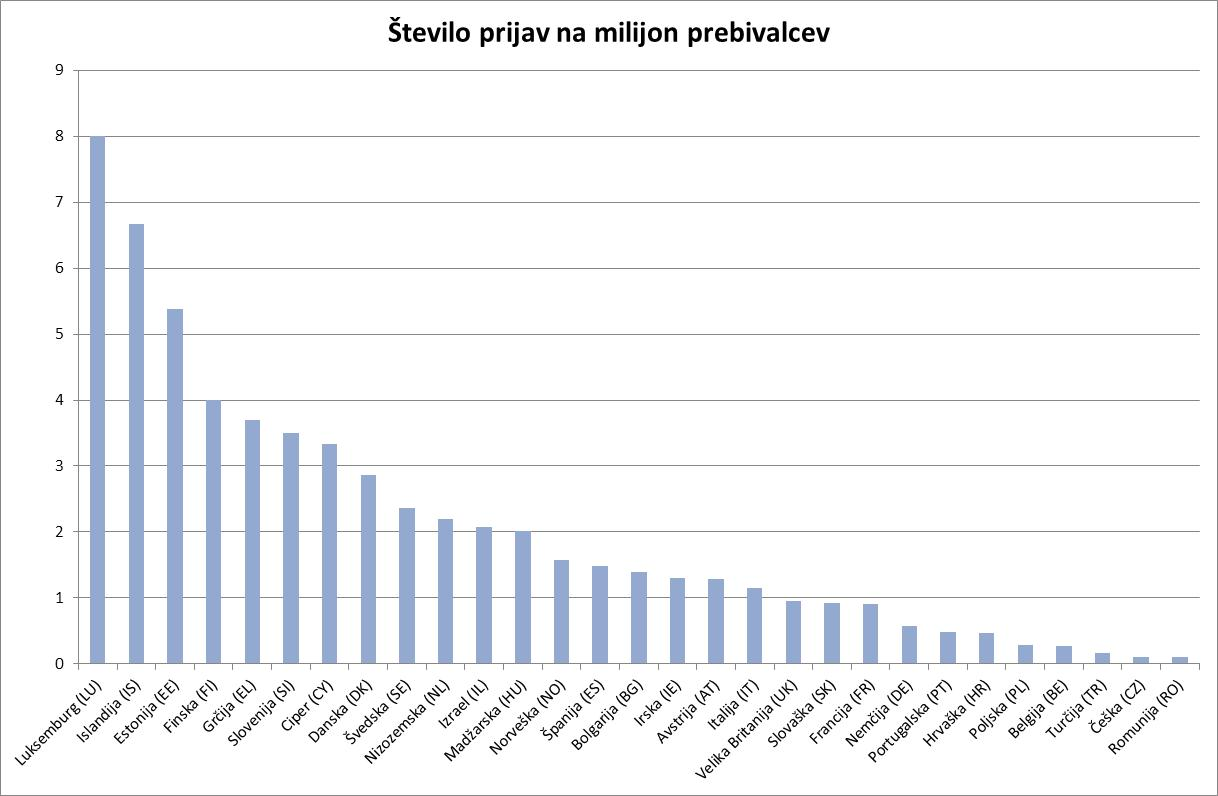 Število prijav na milijon prebivalcev
9
8
7
6
5
4
3
2
1
0
Luksemburg (LU)
Islandija (IS)
Estonija (EE)
Finska (FI)
Grčija (EL)
Slovenija (SI)
Ciper (CY)
Danska (DK)
Švedska (SE)
Nizozemska (NL)
Izrael (IL)
Madžarska (HU)
Norveška (NO)
Španija (ES)
Bolgarija (BG)
Irska (IE)
Avstrija (AT)
Italija (IT)
Velika Britanija (UK)
Slovaška (SK)
Francija (FR)
Nemčija (DE)
Portugalska (PT)
Hrvaška (HR)
Poljska (PL)
Belgija (BE)
Turčija (TR)
Češka (CZ)
Romunija (RO)